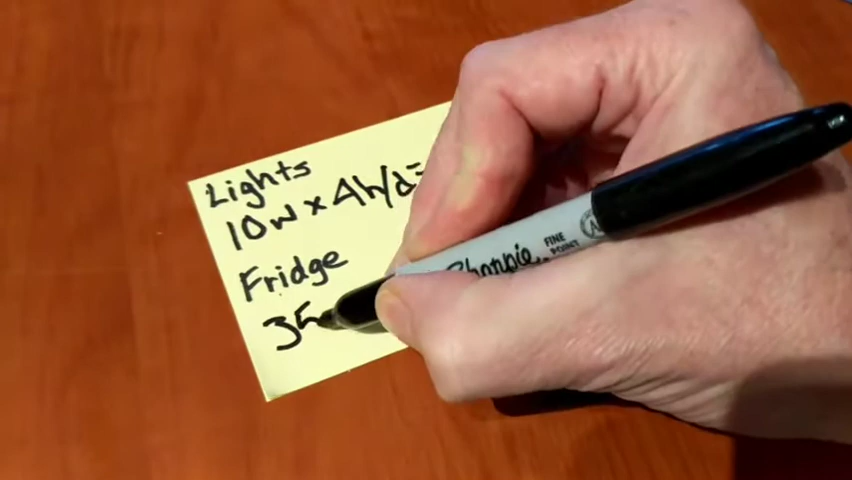 Lights
10W x 4h/d=
Fridge
35
Sharpie
FINE
POINT